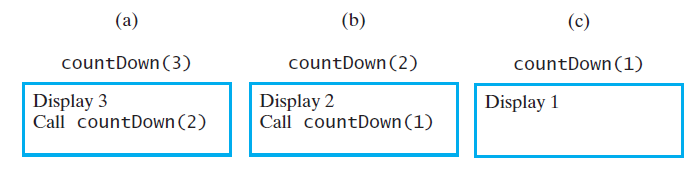 (a)
countDown(3)
Display 3
Call countDown(2)
(b)
countDown(2)
Display 2
Call countDown(1)
(c)
countDown(1)
Display 1